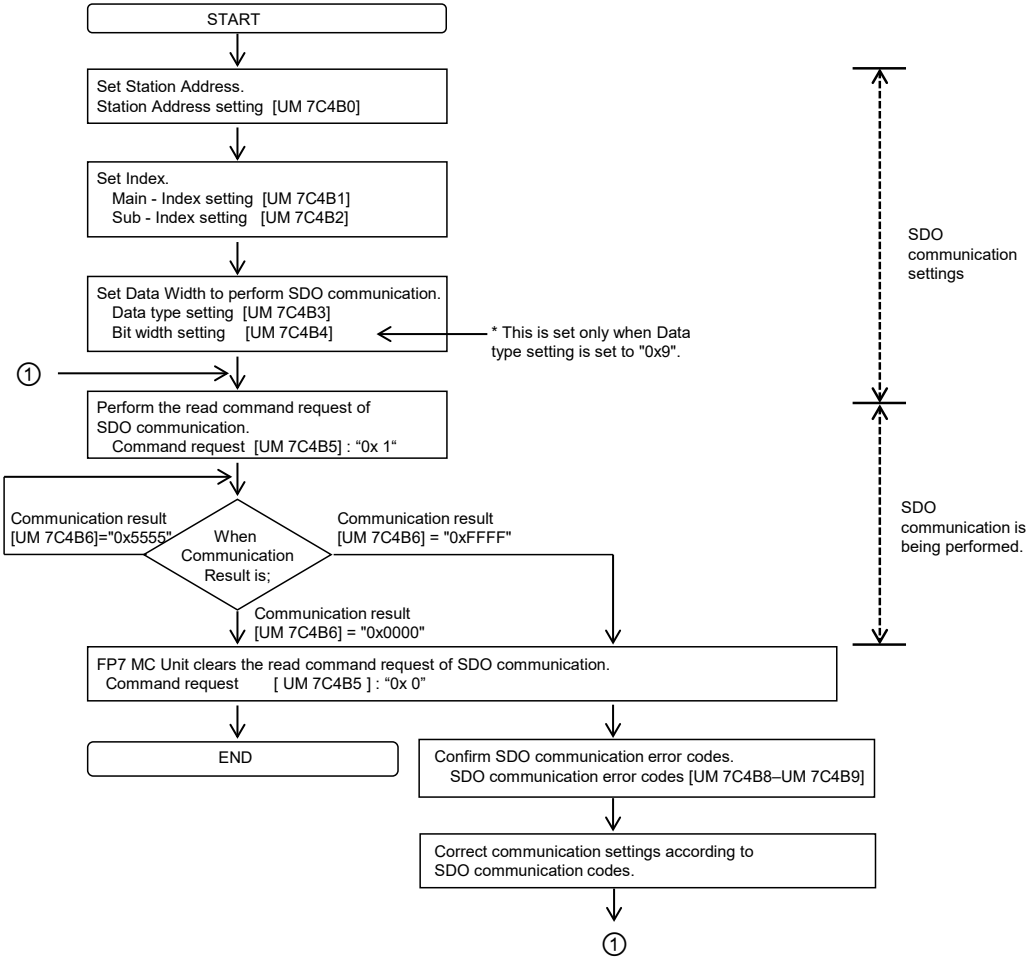 START
Set Station Address.
Station Address setting [UM 7C4B0]
Set Index.
Main - Index setting [UM 7C4B1]
Sub - Index setting [UM 7C4B2]
SDO
communication
settings
Set Data Width to perform SDO communication.
Data type setting [UM 7C4B3]
Bit width setting [UM 7C4B4]
* This is set only when Data
type setting is set to "0x9".
①
Perform the read command request of
SDO communication.
Command request [UM 7C4B5] : “0x 1“
Communication result
[UM 7C4B6]="0x5555"
When
Communication
Result is;
Communication result
[UM 7C4B6] = "0xFFFF"
SDO
communication is
being performed.
Communication result
[UM 7C4B6] = "0x0000"
FP7 MC Unit clears the read command request of SDO communication.
Command request [ UM 7C4B5 ] : “0x 0”
END
Confirm SDO communication error codes.
SDO communication error codes [UM 7C4B8–UM 7C4B9]
Correct communication settings according to
SDO communication codes.
①